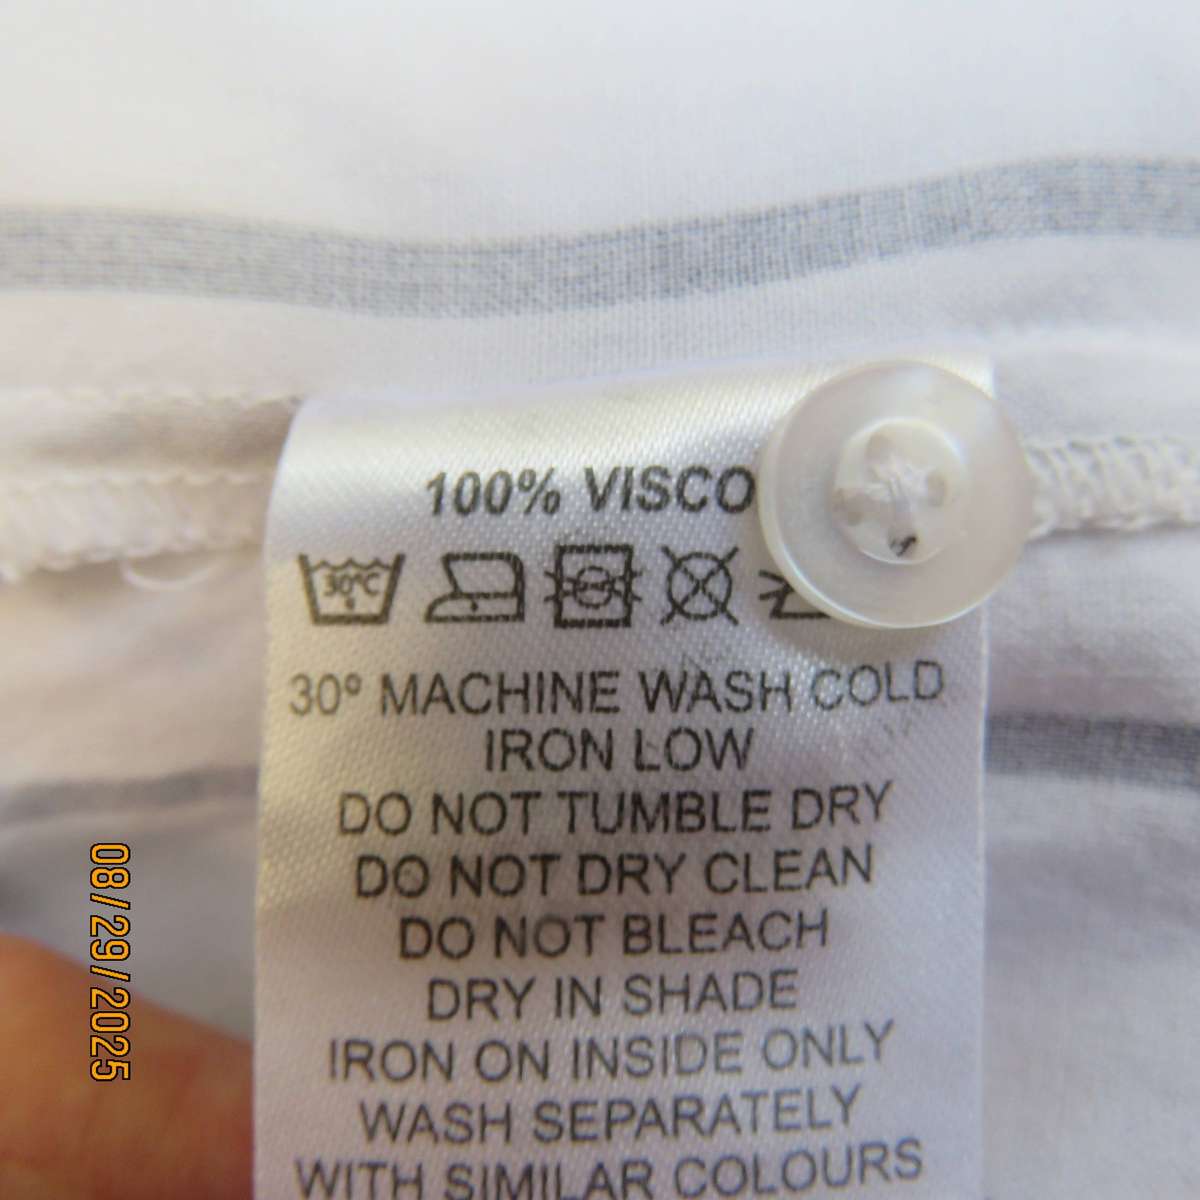 100% VISCO
30°C
30° MACHINE WASH COLD
IRON LOW
DO NOT TUMBLE DRY
DO NOT DRY CLEAN
DO NOT BLEACH
DRY IN SHADE
IRON ON INSIDE ONLY
WASH SEPARATELY
WITH SIMILAR COLOURS
08/29/2025